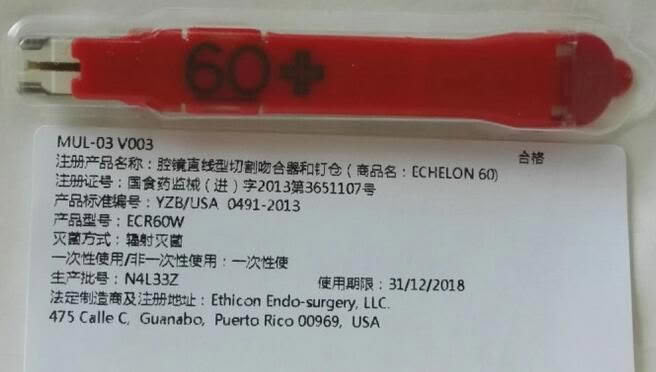 60+
MUL-03 V003
合格
注册产品名称：腔镜直线型切割吻合器和钉仓（商品名：ECHELON 60)
注册证号：国食药监械（进）字2013第3651107号
产品标准编号：YZB/USA 0491-2013
产品型号：ECR60W
灭菌方式：辐射灭菌
一次性使用/非一次性使用：一次性使
生产批号：N4L33Z 使用期限：31/12/2018
法定制造商及注册地址：Ethicon Endo-surgery, LLC.
475 Calle C, Guanabo, Puerto Rico 00969, USA